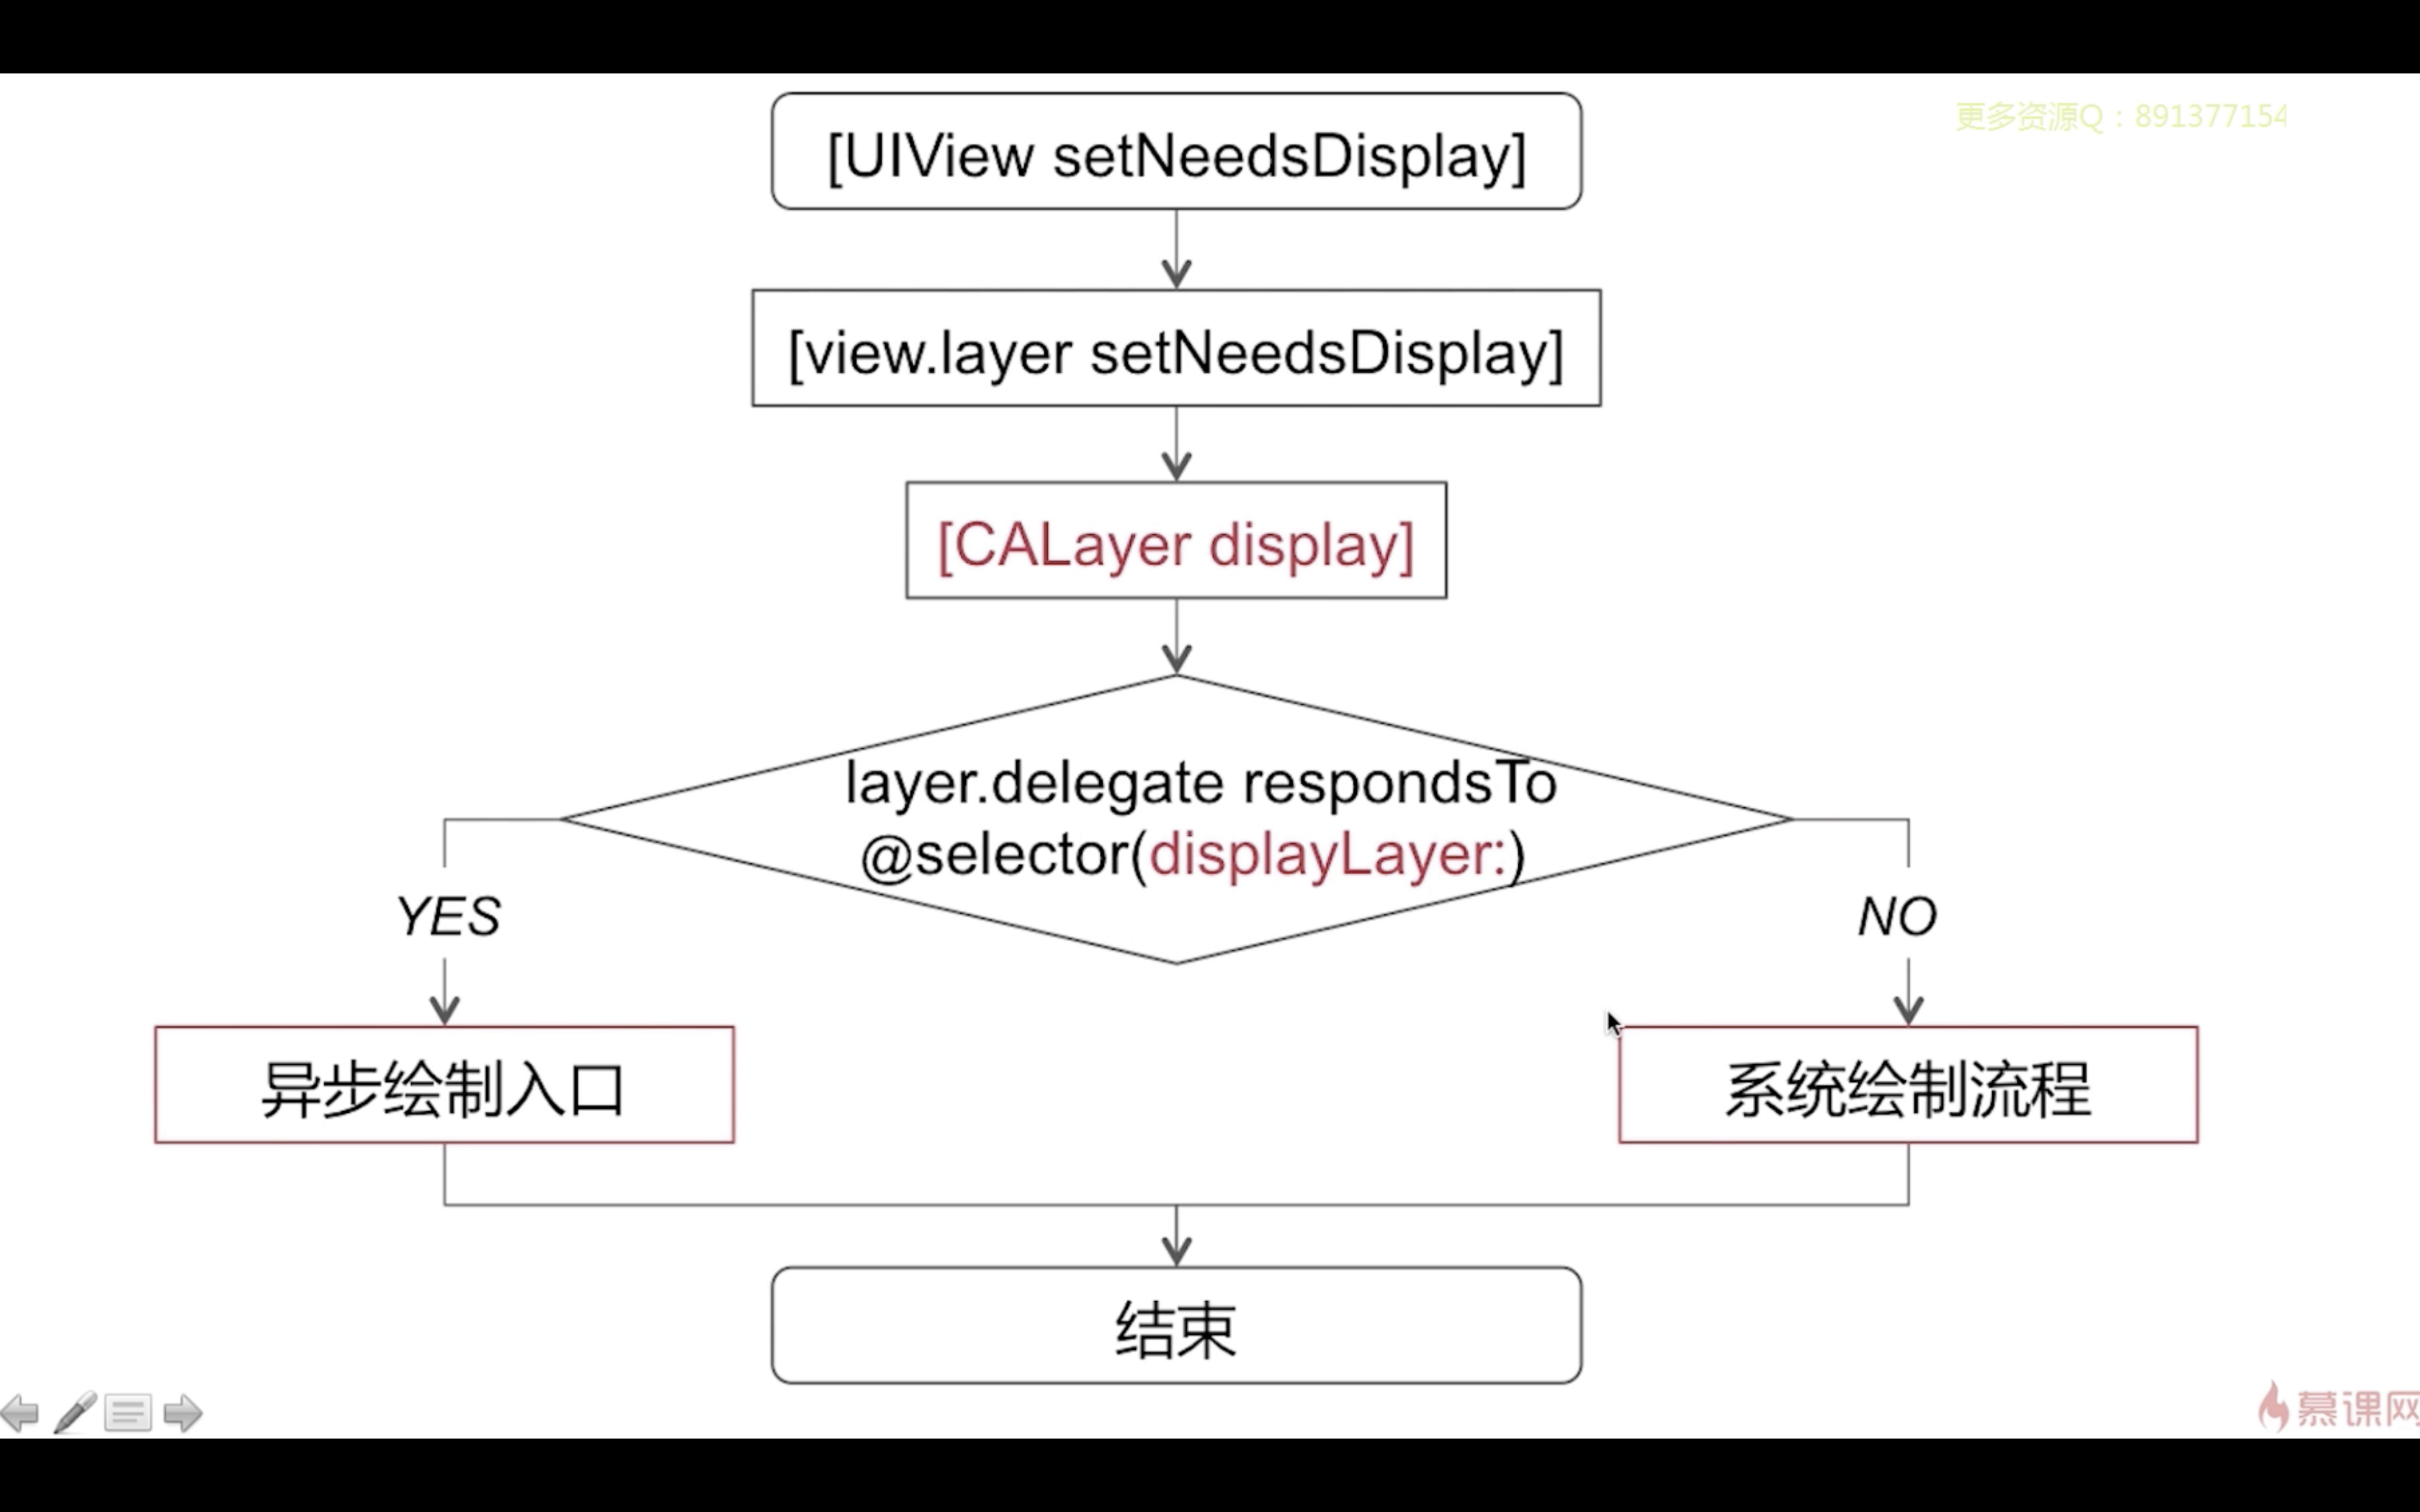 更多资源Q：891377154
[UIView setNeedsDisplay]
[view.layer setNeedsDisplay]
[CALayer display]
layer.delegate respondsTo
@selector(displayLayer:)
YES
NO
异步绘制入口
系统绘制流程
结束
慕课网